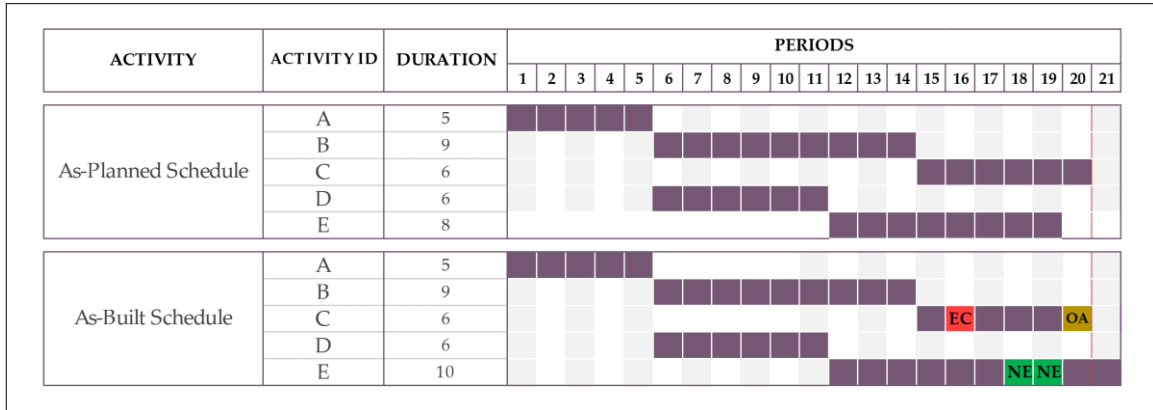 ACTIVITY ACTIVITY ID DURATION PERIODS
1 2 3 4 5 6 7 8 9 10 11 12 13 14 15 16 17 18 19 20 21
As-Planned Schedule
A 5
B 9
C 6
D 6
E 8
As-Built Schedule
A 5
B 9
C 6 EC OA
D 6
E 10 NE NE